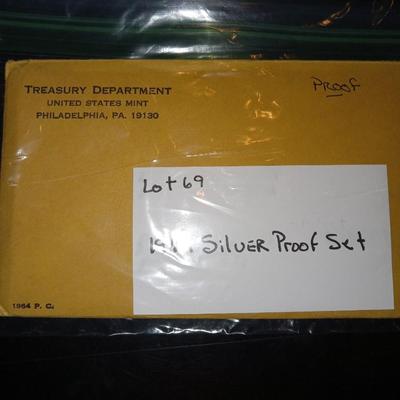 TREASURY DEPARTMENT
UNITED STATES MINT
PHILADELPHIA, PA. 19130
PROOF
Lot 69
Silver Proof Set
1964 P. C.